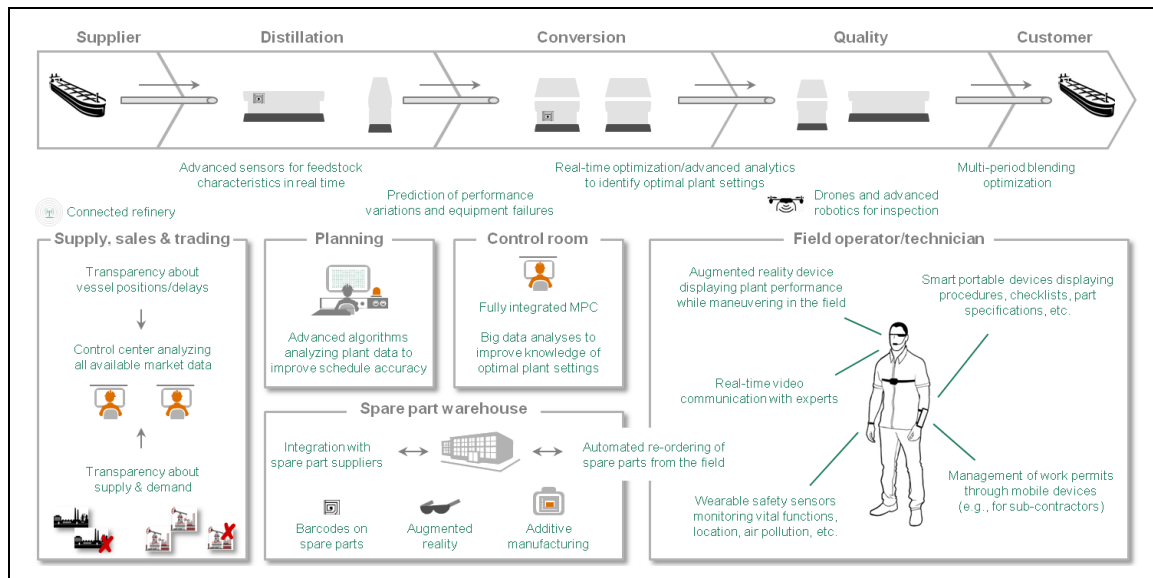 Supplier
Distillation
Conversion
Quality
Customer
Advanced sensors for feedstock
characteristics in real time
Prediction of performance
variations and equipment failures
Real-time optimization/advanced analytics
to identify optimal plant settings
Drones and advanced
robotics for inspection
Multi-period blending
optimization
Connected refinery
Supply, sales & trading
Transparency about
vessel positions/delays
Control center analyzing
all available market data
Transparency about
supply & demand
Planning
Advanced algorithms
analyzing plant data to
improve schedule accuracy
Control room
Fully integrated MPC
Big data analyses to
improve knowledge of
optimal plant settings
Spare part warehouse
Integration with
spare part suppliers
Automated re-ordering of
spare parts from the field
Barcodes on
spare parts
Augmented
reality
Additive
manufacturing
Field operator/technician
Augmented reality device
displaying plant performance
while maneuvering in the field
Smart portable devices displaying
procedures, checklists, part
specifications, etc.
Real-time video
communication with experts
Wearable safety sensors
monitoring vital functions,
location, air pollution, etc.
Management of work permits
through mobile devices
(e.g., for sub-contractors)